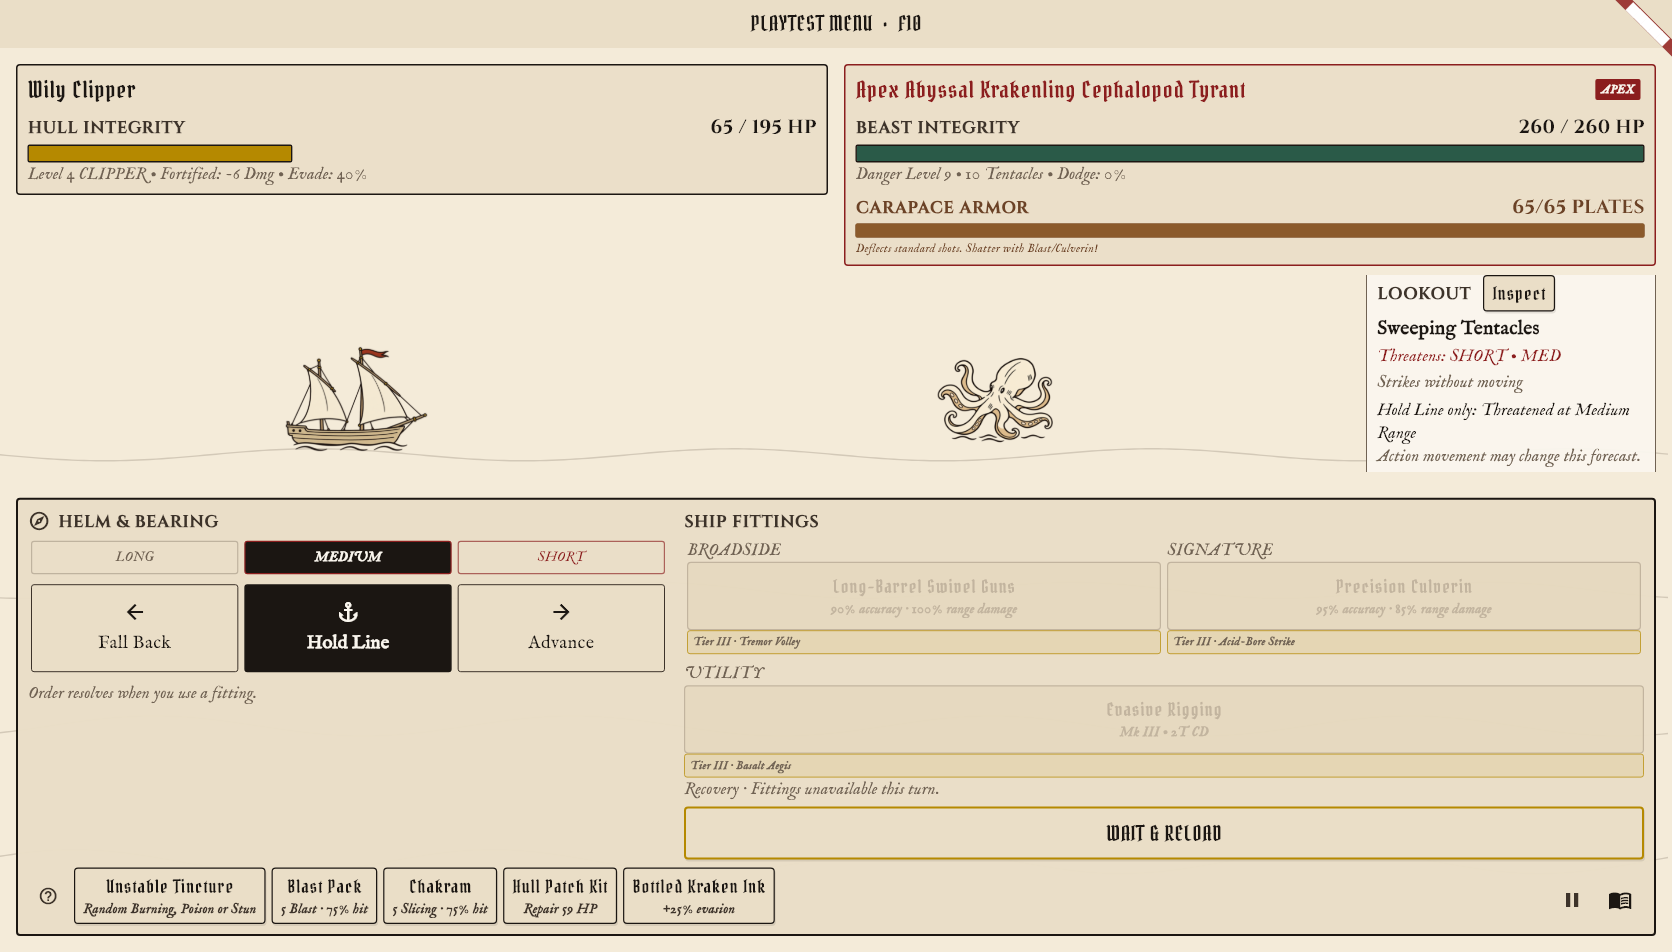 PLAYTEST MENU · F10
Wily Clipper
HULL INTEGRITY 65 / 195 HP
Level 4 CLIPPER • Fortified: -6 Dmg • Evade: 40%
Apex Abyssal Krakenling Cephalopod Tyrant APEX
BEAST INTEGRITY 260 / 260 HP
Danger Level 9 • 10 Tentacles • Dodge: 0%
CARAPACE ARMOR 65/65 PLATES
Deflects standard shots. Shatter with Blast/Culverin!
LOOKOUT Inspect
Sweeping Tentacles
Threatens: SHORT • MED
Strikes without moving
Hold Line only: Threatened at Medium
Range
Action movement may change this forecast.
HELM & BEARING
LONG MEDIUM SHORT
Fall Back Hold Line Advance
Order resolves when you use a fitting.
SHIP FITTINGS
BROADSIDE SIGNATURE
Long-Barrel Swivel Guns Precision Culverin
90% accuracy · 100% range damage 95% accuracy · 85% range damage
Tier III · Tremor Volley Tier III · Acid-Bore Strike
UTILITY
Evasive Rigging
Mk III • 2T CD
Tier III · Basalt Aegis
Recovery · Fittings unavailable this turn.
WAIT & RELOAD
Unstable Tincture Blast Pack Chakram Hull Patch Kit Bottled Kraken Ink
Random Burning, Poison or Stun 5 Blast · 75% hit 5 Slicing · 75% hit Repair 59 HP +25% evasion